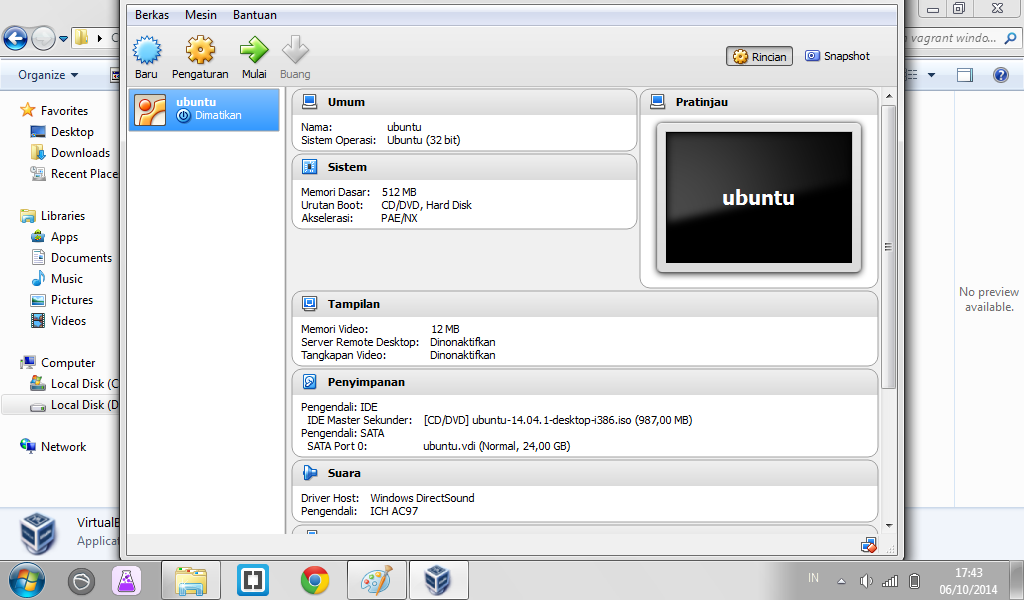 Berkas Mesin Bantuan
vagrant windo...
Baru Pengaturan Mulai Buang
Rincian Snapshot
Organize
Favorites
Desktop
Downloads
Recent Place
Libraries
Apps
Documents
Music
Pictures
Videos
Computer
Local Disk (C
Local Disk (D
Network
ubuntu
Dimatikan
Umum
Nama: ubuntu
Sistem Operasi: Ubuntu (32 bit)
Sistem
Memori Dasar: 512 MB
Urutan Boot: CD/DVD, Hard Disk
Akselerasi: PAE/NX
Pratinjau
ubuntu
Tampilan
Memori Video: 12 MB
Server Remote Desktop: Dinonaktifkan
Tangkapan Video: Dinonaktifkan
Penyimpanan
Pengendali: IDE
IDE Master Sekunder: [CD/DVD] ubuntu-14.04.1-desktop-i386.iso (987,00 MB)
Pengendali: SATA
SATA Port 0: ubuntu.vdi (Normal, 24,00 GB)
Suara
Driver Host: Windows DirectSound
Pengendali: ICH AC97
No preview
available.
VirtualB
Applicat
IN
17:43
06/10/2014